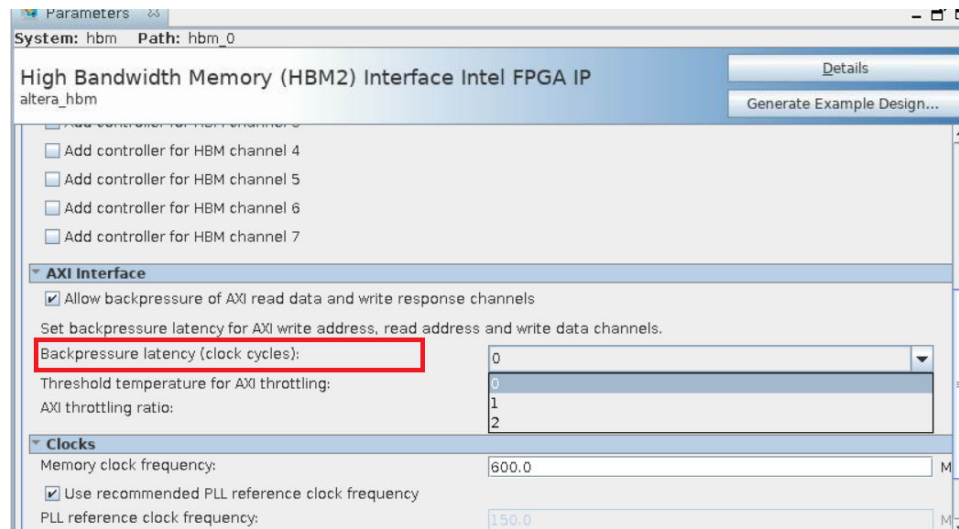 Parameters
System: hbm Path: hbm_0
High Bandwidth Memory (HBM2) Interface Intel FPGA IP
altera_hbm
Details
Generate Example Design...
Add controller for HBM channel 4
Add controller for HBM channel 5
Add controller for HBM channel 6
Add controller for HBM channel 7
AXI Interface
Allow backpressure of AXI read data and write response channels
Set backpressure latency for AXI write address, read address and write data channels.
Backpressure latency (clock cycles): 0
Threshold temperature for AXI throttling: 0
AXI throttling ratio: 1
2
Clocks
Memory clock frequency: 600.0 M
Use recommended PLL reference clock frequency
PLL reference clock frequency: 150.0 M